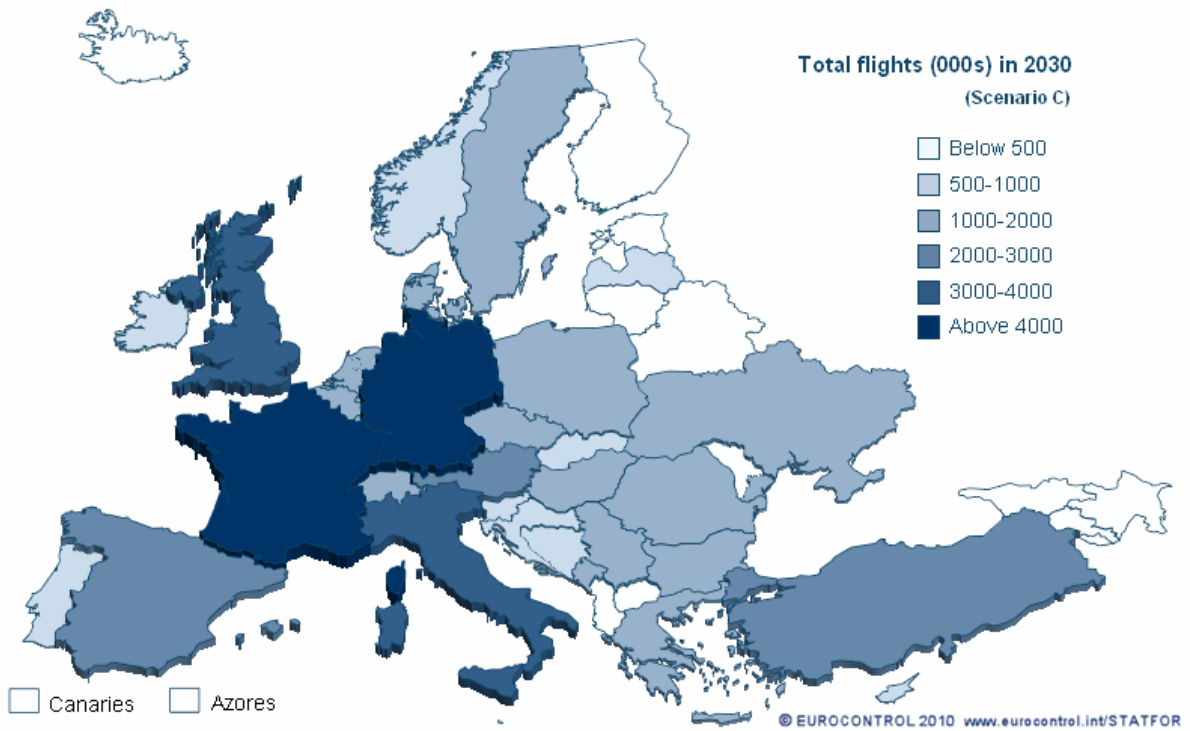 Total flights (000s) in 2030
(Scenario C)
Below 500
500-1000
1000-2000
2000-3000
3000-4000
Above 4000
Canaries
Azores
© EUROCONTROL 2010 www.eurocontrol.int/STATFOR